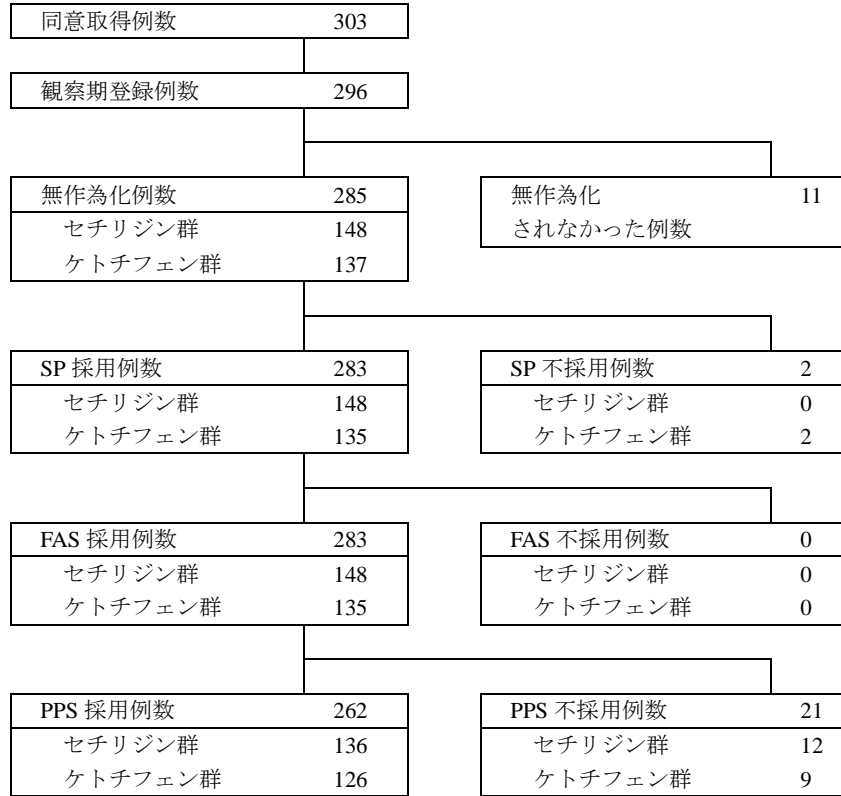 同意取得例数 303
観察期登録例数 296
無作為化例数 285
セチリジン群 148
ケトチフェン群 137
無作為化 11
されなかった例数
SP 採用例数 283
セチリジン群 148
ケトチフェン群 135
SP 不採用例数 2
セチリジン群 0
ケトチフェン群 2
FAS 採用例数 283
セチリジン群 148
ケトチフェン群 135
FAS 不採用例数 0
セチリジン群 0
ケトチフェン群 0
PPS 採用例数 262
セチリジン群 136
ケトチフェン群 126
PPS 不採用例数 21
セチリジン群 12
ケトチフェン群 9